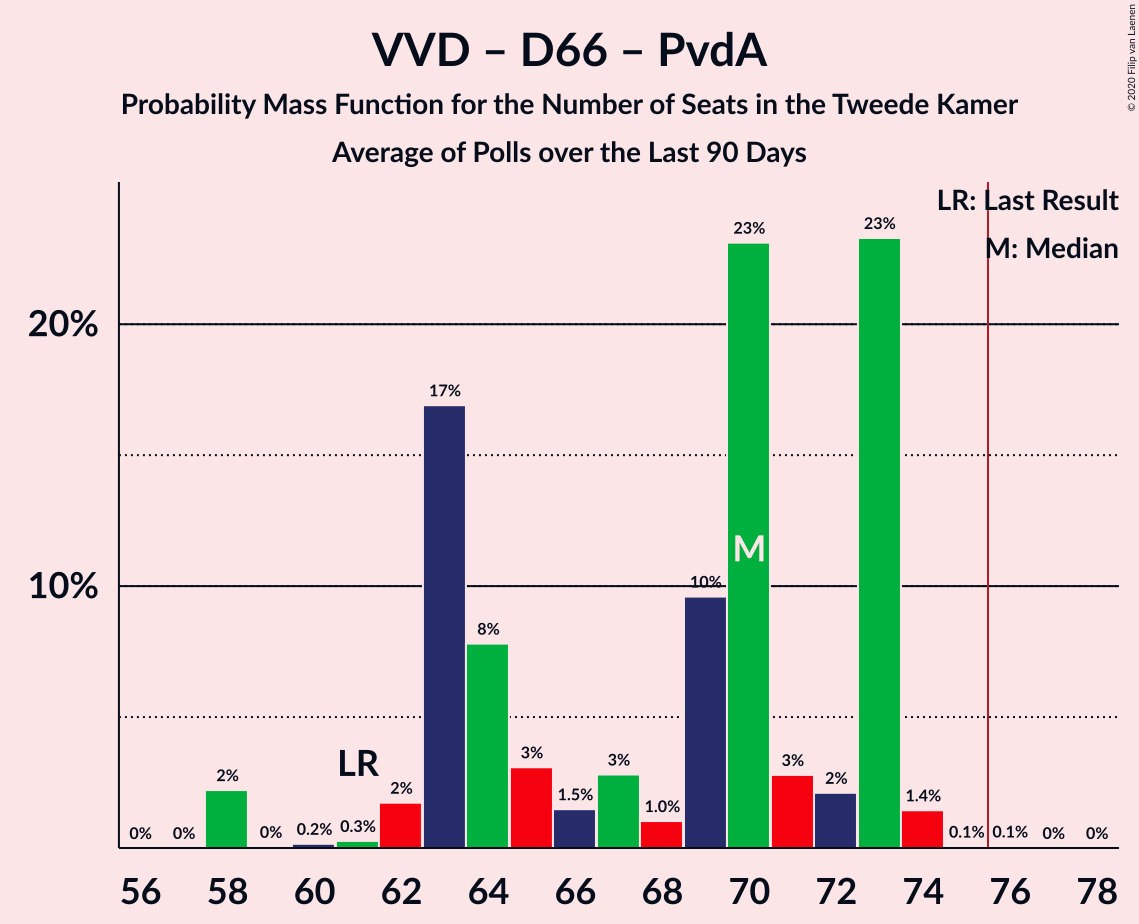 VVD – D66 – PvdA
Probability Mass Function for the Number of Seats in the Tweede Kamer
Average of Polls over the Last 90 Days
© 2020 Filip van Laenen
LR: Last Result
M: Median
20%
10%
0%
0%
2%
0%
0.2%
0.3%
LR
2%
17%
8%
3%
1.5%
3%
1.0%
10%
23%
M
3%
2%
23%
1.4%
0.1%
0.1%
0%
0%
56 58 60 62 64 66 68 70 72 74 76 78